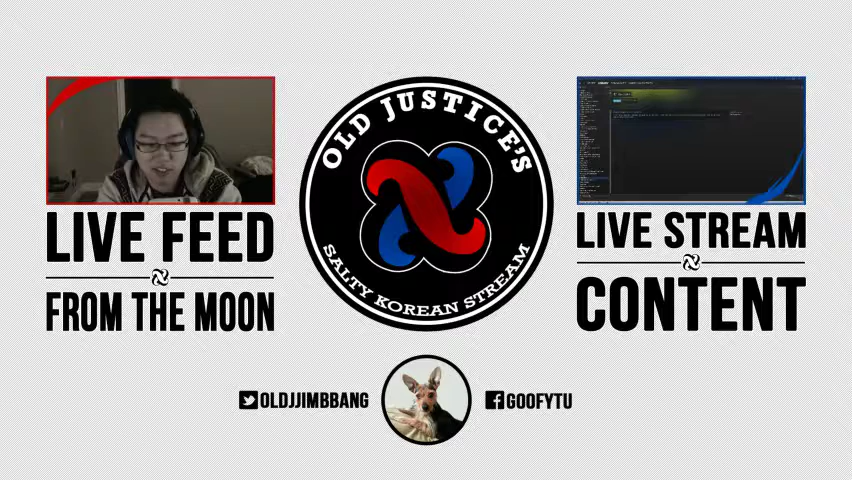 OLD JUSTICE'S
SALTY KOREAN STREAM
LIVE FEED
FROM THE MOON
LIVE STREAM
CONTENT
OLDJJIMBBANG
GOOFYTU